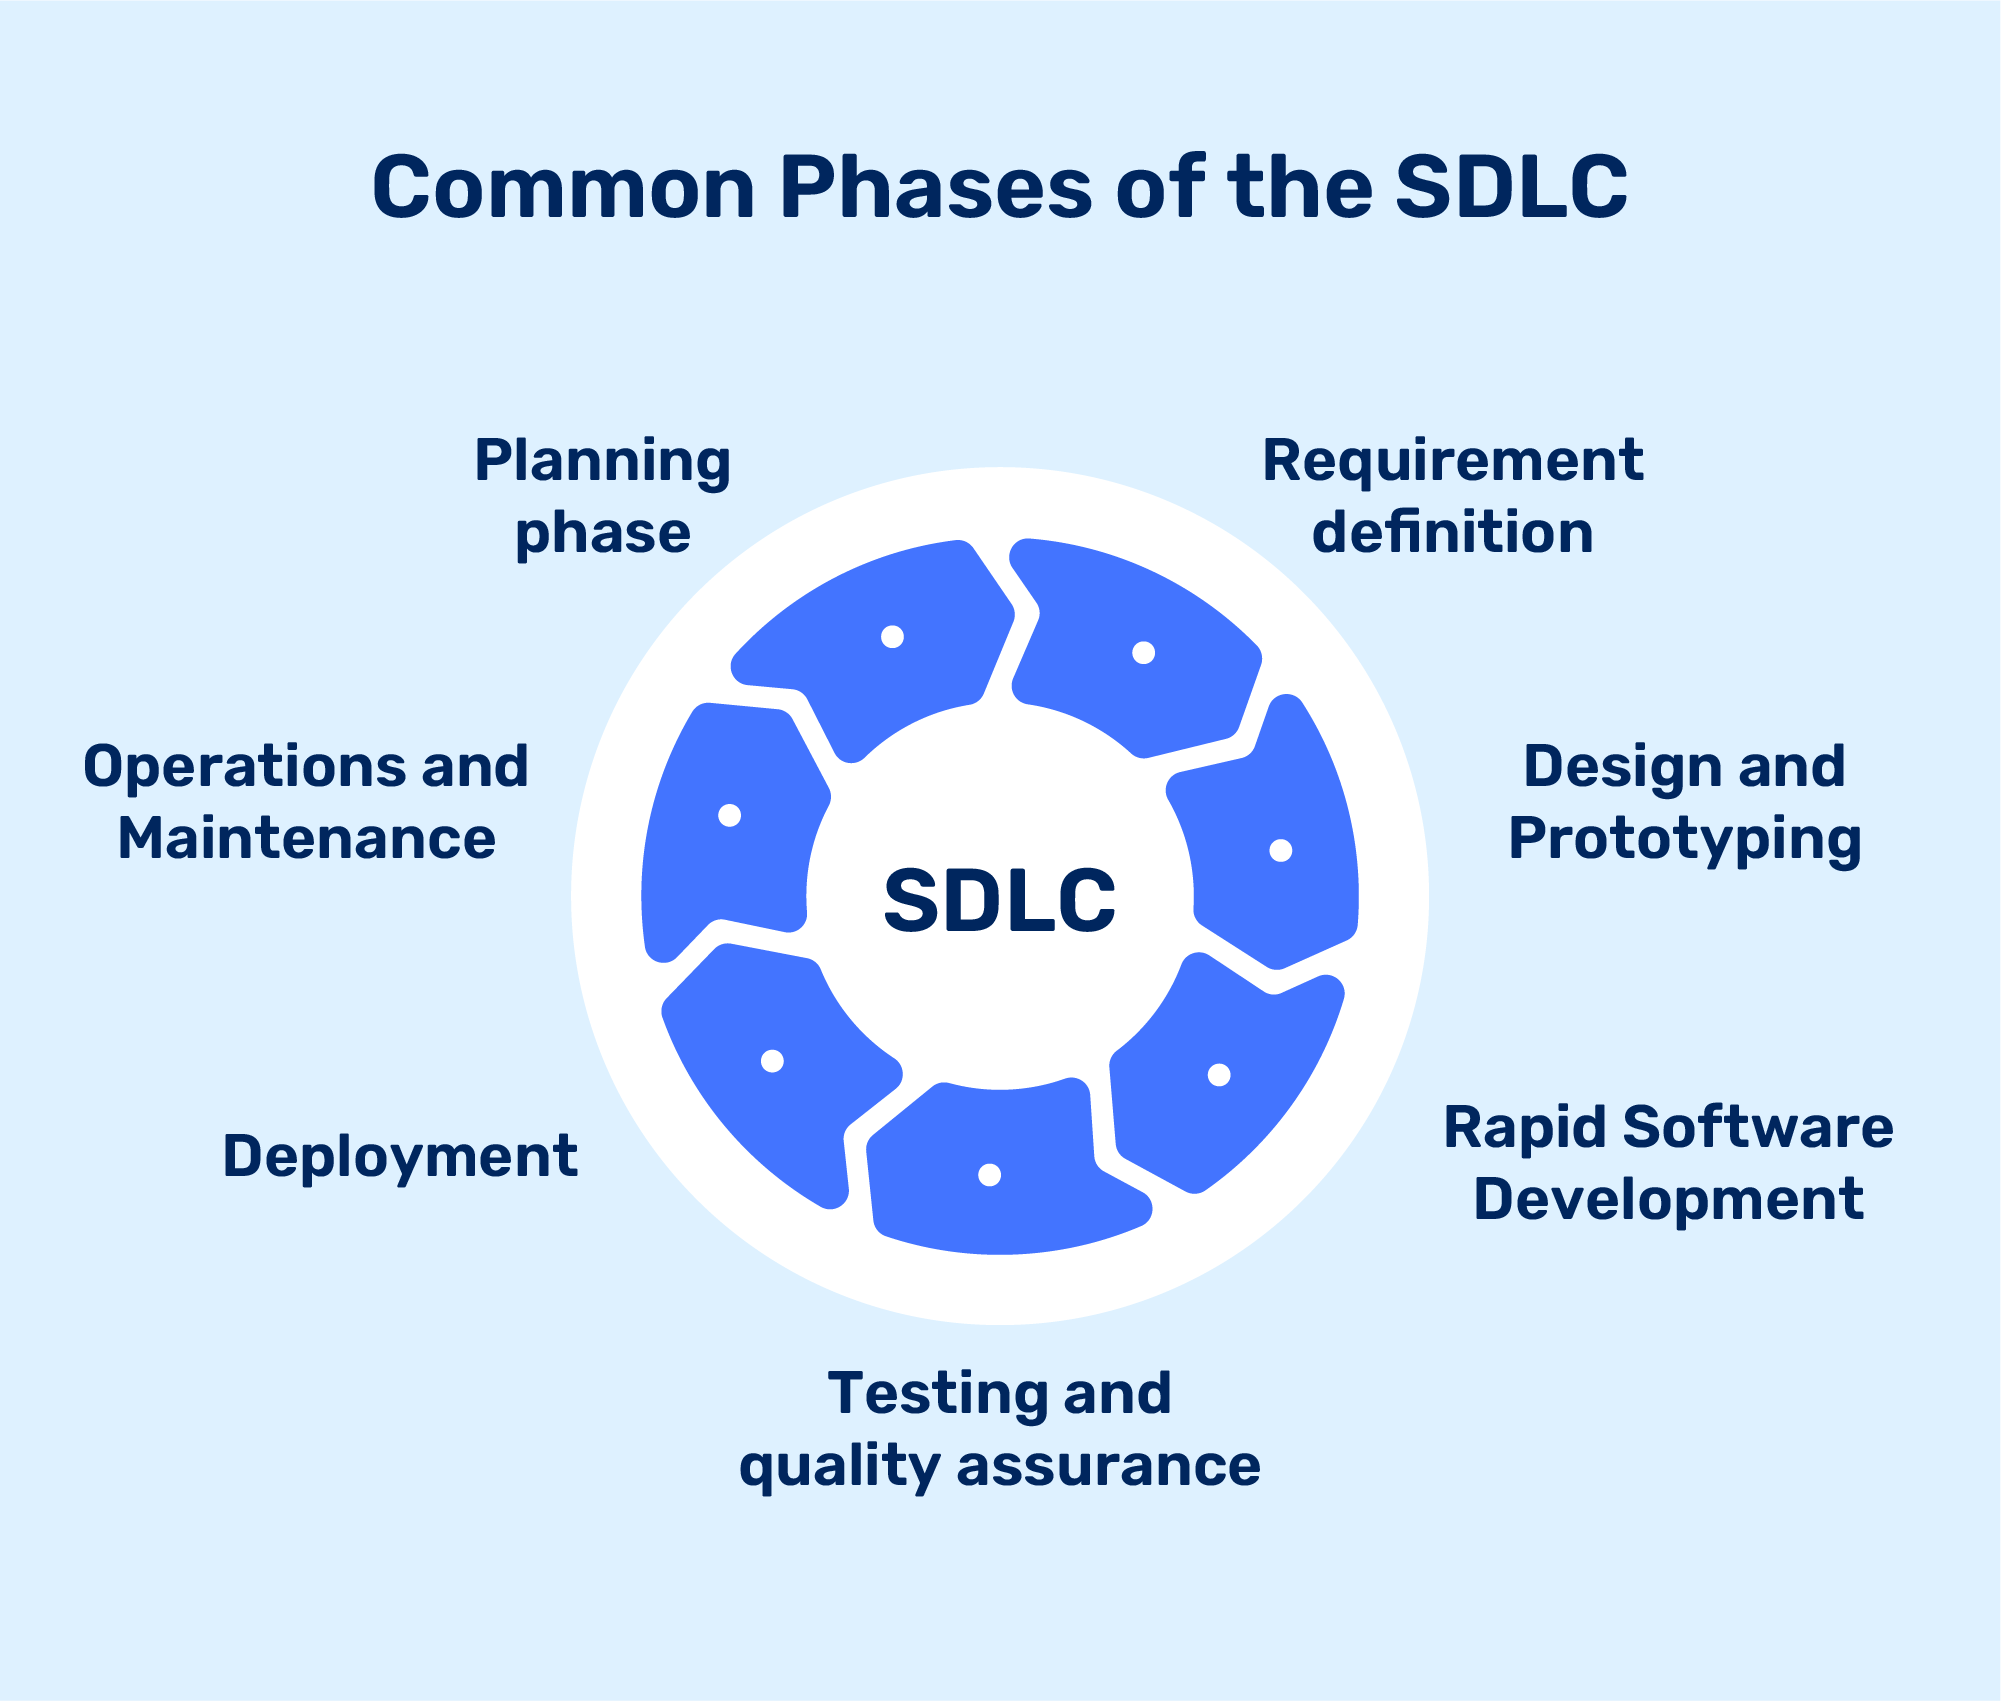 Common Phases of the SDLC
Planning
phase
Requirement
definition
Operations and
Maintenance
Design and
Prototyping
SDLC
Deployment
Rapid Software
Development
Testing and
quality assurance